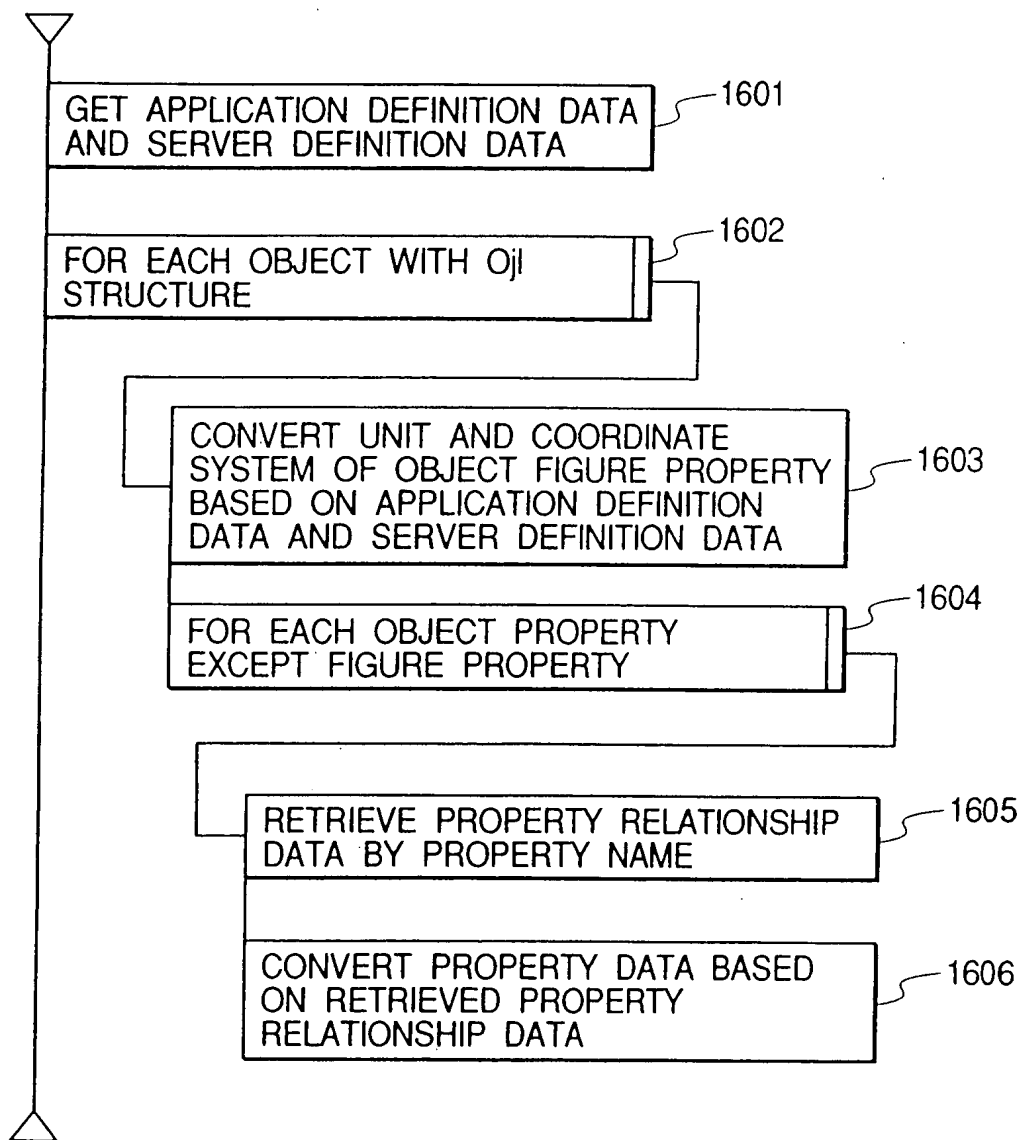 GET APPLICATION DEFINITION DATA
AND SERVER DEFINITION DATA
1601
FOR EACH OBJECT WITH Ojl
STRUCTURE
1602
CONVERT UNIT AND COORDINATE
SYSTEM OF OBJECT FIGURE PROPERTY
BASED ON APPLICATION DEFINITION
DATA AND SERVER DEFINITION DATA
1603
FOR EACH OBJECT PROPERTY
EXCEPT FIGURE PROPERTY
1604
RETRIEVE PROPERTY RELATIONSHIP
DATA BY PROPERTY NAME
1605
CONVERT PROPERTY DATA BASED
ON RETRIEVED PROPERTY
RELATIONSHIP DATA
1606